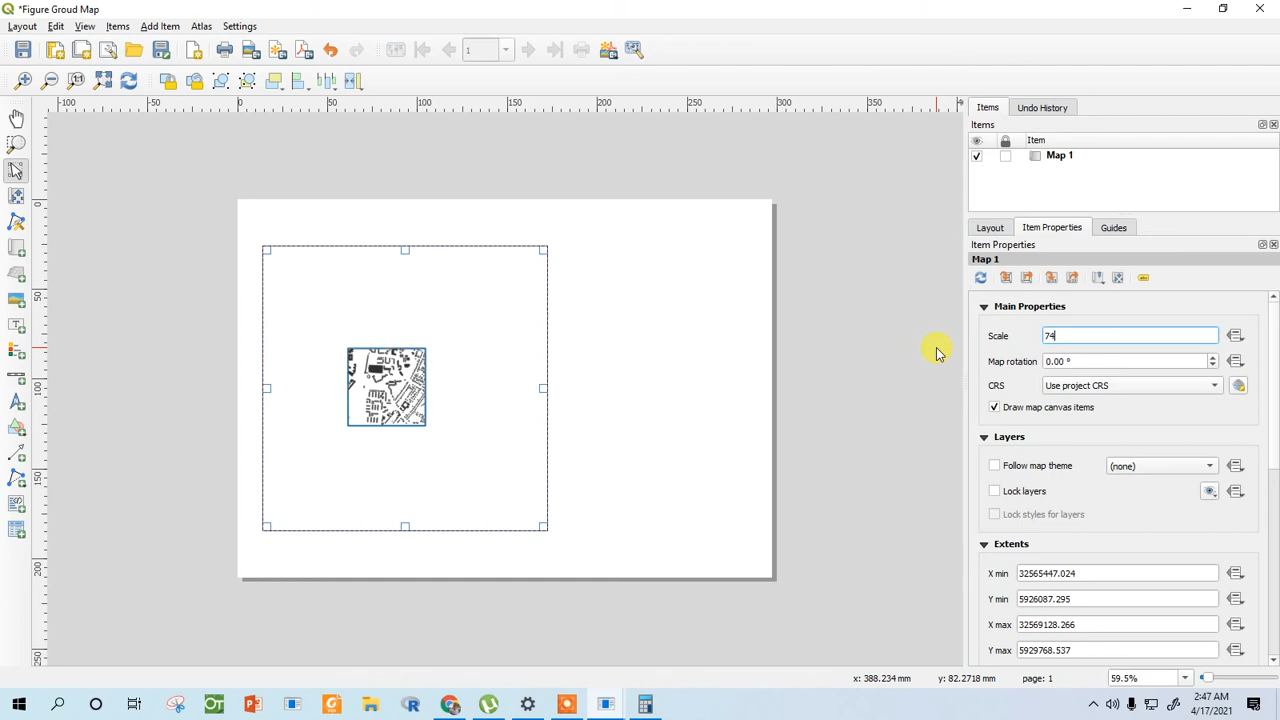 *Figure Groud Map
Layout Edit View Items Add Item Atlas Settings
1
-100 -50 0 50 100 150 200 250 300 350
0
50
100
150
200
250
Items Undo History
Items
Item
Map 1
Layout Item Properties Guides
Item Properties
Map 1
Main Properties
Scale 74
Map rotation 0.00 °
CRS Use project CRS
Draw map canvas items
Layers
Follow map theme (none)
Lock layers
Lock styles for layers
Extents
X min 32565447.024
Y min 5926087.295
X max 32569128.266
Y max 5929768.537
x: 388.234 mm y: 82.2718 mm page: 1 59.5%
2:47 AM
4/17/2021